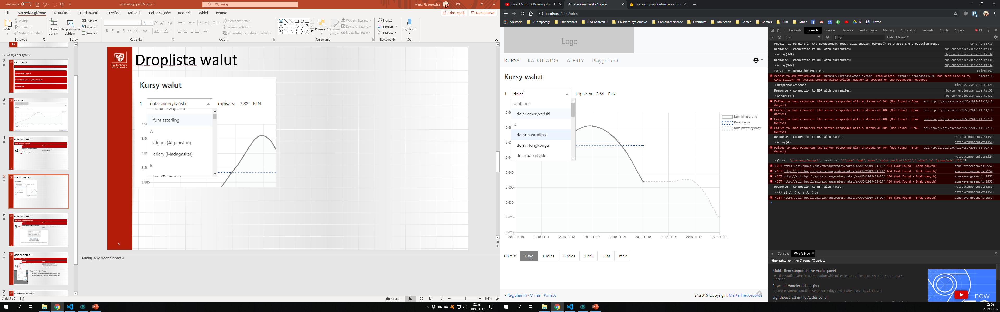 Autozapis
prezentacja part IV.pptx
Wyszukaj
Marta Fiedorowicz
Plik
Narzędzia główne
Wstawianie
Projektowanie
Przejścia
Animacje
Pokaz slajdów
Recenzja
Widok
Pomoc
Udostępnij
Komentarze
Wklej
Wytnij
Kopiuj
Malarz formatów
Schowek
Nowy slajd
Użyj ponownie slajdów
Układ
Resetuj
Sekcja
Slajdy
44
Czcionka
Kierunek tekstu
Wyrównaj tekst
Konwertuj na grafikę SmartArt
Akapit
Rozmieść
Szybkie style
Wypełn. kształtu
Kontury kształtu
Efekty kształtów
Rysowanie
Znajdź
Zamień
Zaznacz
Edytowanie
Dyktafon
Głos
Sekcja bez tytułu
2
SPIS TREŚCI
3
PRODUKT
4
OPIS PRODUKTU
5
Droplista walut
6
OPIS PRODUKTU
7
OPIS PRODUKTU
8
PODSUMOWANIE
Politechnika Wrocławska
Droplista walut
Kursy walut
1 dolar amerykański kupisz za 3.88 PLN
frank szwajcarski
funt szterling
A
afgani (Afganistan)
ariary (Madagaskar)
B
bat (Tajlandia)
3.885
5
Kliknij, aby dodać notatki
Slajd 5 z 8
Notatki
109%
22:59
2019-11-17
Forest Music & Relaxing Ma
PracaInzynierskaAngular
praca-inzynierska-firebase – Fun
localhost:4200/rates
Aplikacje
0 Temporary
Politechnika
PWr Semestr 7
PD Praca dyplomowa
Computer science
Literature
Fan fiction
Games
Comics
Film
Other
N
Private
Logo
KURSY
KALKULATOR
ALERTY
Playground
Kursy walut
1 dolar kupisz za 2.64 PLN
Ulubione
dolar amerykański
D
dolar australijski
dolar Hongkongu
dolar kanadyjski
Kurs historyczny
Kurs sredni
Kurs przewidywany
2.640
2.635
2.630
2.625
2.620
2019-11-10 2019-11-11 2019-11-12 2019-11-13 2019-11-14 2019-11-15 2019-11-16 2019-11-17 2019-11-18
Okres: 1 tyg 1 mies 6 mies 1 rok 5 lat max
· Regulamin · O nas · Pomoc
© 2019 Copyright Marta Fiedorowicz
Elements Console Sources Network Performance Memory Application Security Audits Augury 11
top
Filter
Default levels
Angular is running in the development mode. Call enableProdMode() to enable the production mode. core.js:38780
Response - connection to NBP with currencies: nbp-currencies.service.ts:31
Array(149) nbp-currencies.service.ts:32
Response - connection to NBP with currencies: nbp-currencies.service.ts:31
Array(149) nbp-currencies.service.ts:32
[WDS] Live Reloading enabled. client:52
Access to XMLHttpRequest at 'https://firebase.google.com/' from origin 'http://localhost:4200' has been blocked by alerts:1
CORS policy: No 'Access-Control-Allow-Origin' header is present on the requested resource.
HttpErrorResponse firebase.service.ts:21
Response - connection to NBP with currencies: nbp-currencies.service.ts:31
Array(149) nbp-currencies.service.ts:32
Failed to load resource: the server responded with a status of 404 (Not Found - Brak api.nbp.pl/api/excha…a/USD/2019-11-10/:1
danych)
Failed to load resource: the server responded with a status of 404 (Not Found - Brak api.nbp.pl/api/excha…a/USD/2019-11-11/:1
danych)
Failed to load resource: the server responded with a status of 404 (Not Found - Brak api.nbp.pl/api/excha…a/USD/2019-11-16/:1
danych)
Failed to load resource: the server responded with a status of 404 (Not Found - Brak api.nbp.pl/api/excha…a/USD/2019-11-17/:1
danych)
Response - connection to NBP with rates: rates.component.ts:150
Array(4) rates.component.ts:151
Failed to load resource: the server responded with a status of 404 (Not Found - Brak api.nbp.pl/api/excha…a/USD/2019-11-09/:1
danych)
rates.component.ts:124
{name: "(currencyChange)", newValue: "{"code":"AUD","name":"dolar australijski","table":"a","groupCode":"D"}"}
GET http://api.nbp.pl/api/exchangerates/rates/a/AUD/2019-11-10/ 404 (Not Found - Brak danych) zone-evergreen.js:2952
GET http://api.nbp.pl/api/exchangerates/rates/a/AUD/2019-11-11/ 404 (Not Found - Brak danych) zone-evergreen.js:2952
GET http://api.nbp.pl/api/exchangerates/rates/a/AUD/2019-11-16/ 404 (Not Found - Brak danych) zone-evergreen.js:2952
GET http://api.nbp.pl/api/exchangerates/rates/a/AUD/2019-11-17/ 404 (Not Found - Brak danych) zone-evergreen.js:2952
Response - connection to NBP with rates: rates.component.ts:150
(4) [{…}, {…}, {…}, {…}] rates.component.ts:151
GET http://api.nbp.pl/api/exchangerates/rates/a/AUD/2019-11-09/ 404 (Not Found - Brak danych) zone-evergreen.js:2952
Console What's New
Highlights from the Chrome 78 update
Multi-client support in the Audits panel
Use the Audits panel in combination with other features, like Local Overrides or Request
Blocking.
Payment Handler debugging
Record Payment Handler events for 3 days, even when DevTools is closed.
Lighthouse 5.2 in the Audits panel
new
22:59
2019-11-17